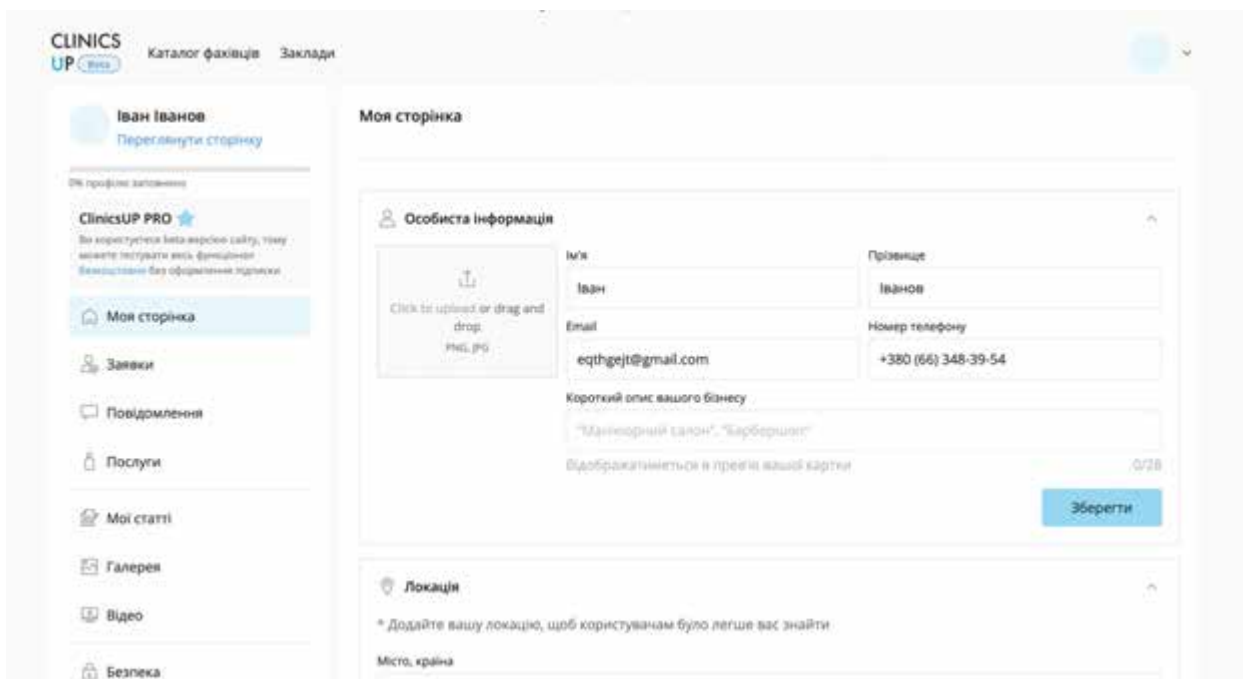 CLINICS
UP Beta
Каталог фахівців Заклади
Іван Іванов
Переглянути сторінку
0% профілю заповнено
ClinicsUP PRO
Ви користуєтеся beta версією сайту, тому
можете тестувати весь функціонал
безкоштовно без оформлення підписки
Моя сторінка
Заявки
Повідомлення
Послуги
Мої статті
Галерея
Відео
Безпека
Моя сторінка
Особиста інформація
Click to upload or drag and
drop
PNG, JPG
Ім'я
Іван
Прізвище
Іванов
Email
eqthgejt@gmail.com
Номер телефону
+380 (66) 348-39-54
Короткий опис вашого бізнесу
"Манікюрний салон", "Барбершоп"
Відображатиметься в прев'ю вашої картки 0/28
Зберегти
Локація
* Додайте вашу локацію, щоб користувачам було легше вас знайти
Місто, країна